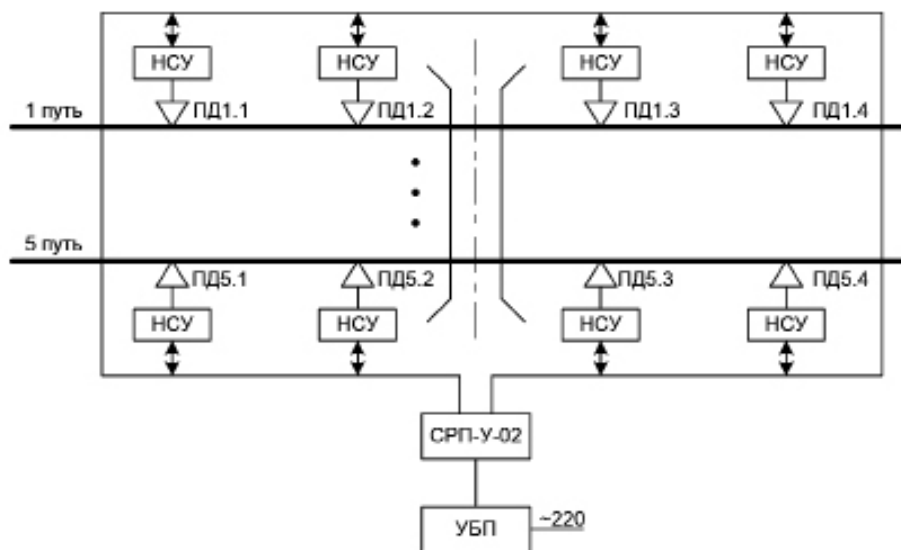 НСУ НСУ НСУ НСУ
1 путь ПД1.1 ПД1.2 ПД1.3 ПД1.4
5 путь
ПД5.1 ПД5.2 ПД5.3 ПД5.4
НСУ НСУ НСУ НСУ
СРП-У-02
УБП ~220